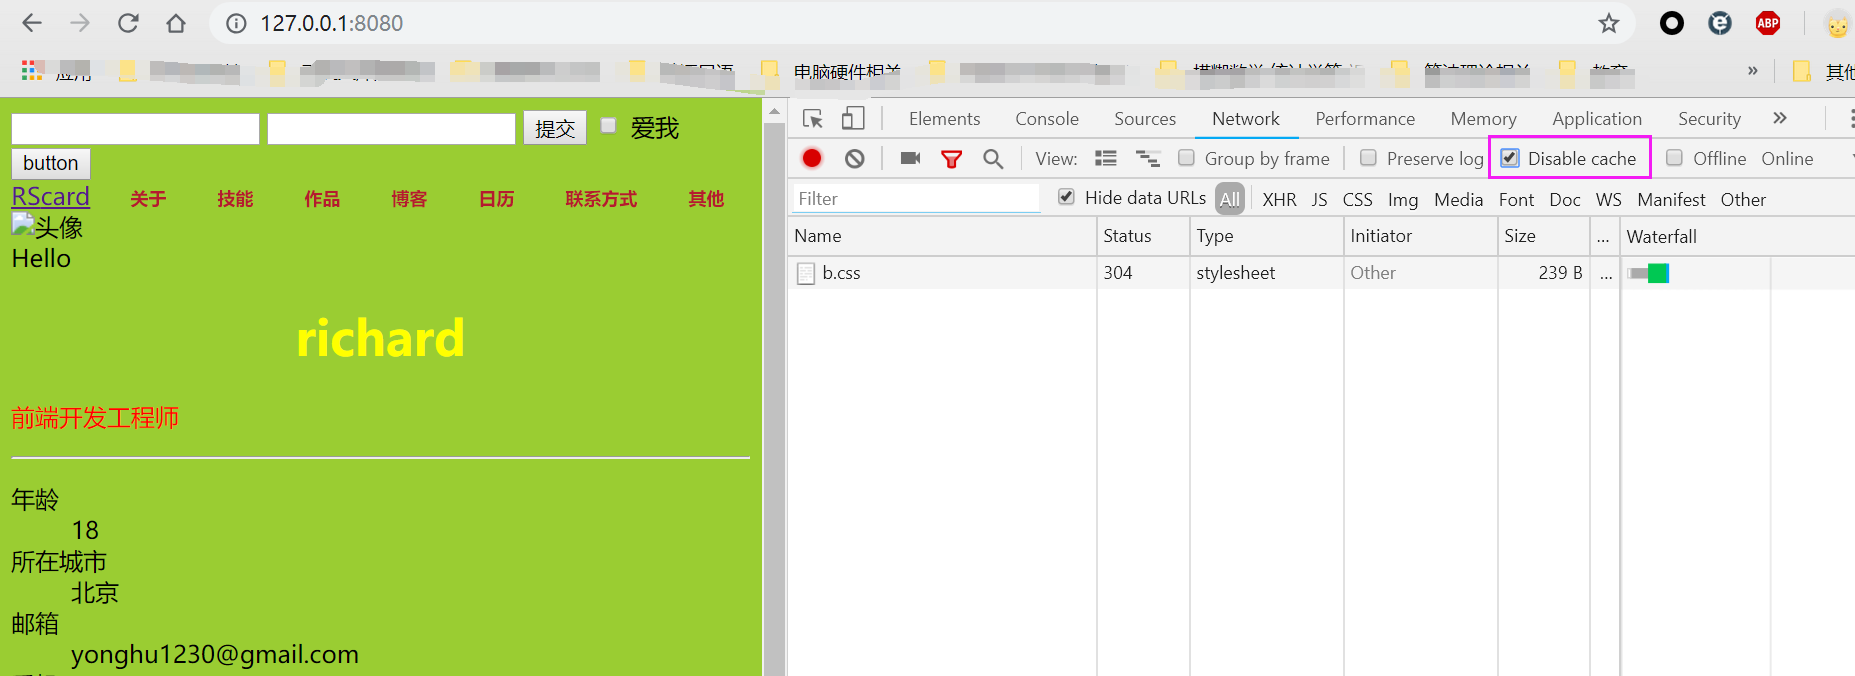 127.0.0.1:8080
ABP
应用
电脑硬件相关
»
其他
提交 爱我
button
RScard 关于 技能 作品 博客 日历 联系方式 其他
头像
Hello
richard
前端开发工程师
年龄
18
所在城市
北京
邮箱
yonghu1230@gmail.com
Elements Console Sources Network Performance Memory Application Security »
View: Group by frame Preserve log Disable cache Offline Online
Filter Hide data URLs All XHR JS CSS Img Media Font Doc WS Manifest Other
Name Status Type Initiator Size ... Waterfall
b.css 304 stylesheet Other 239 B ...